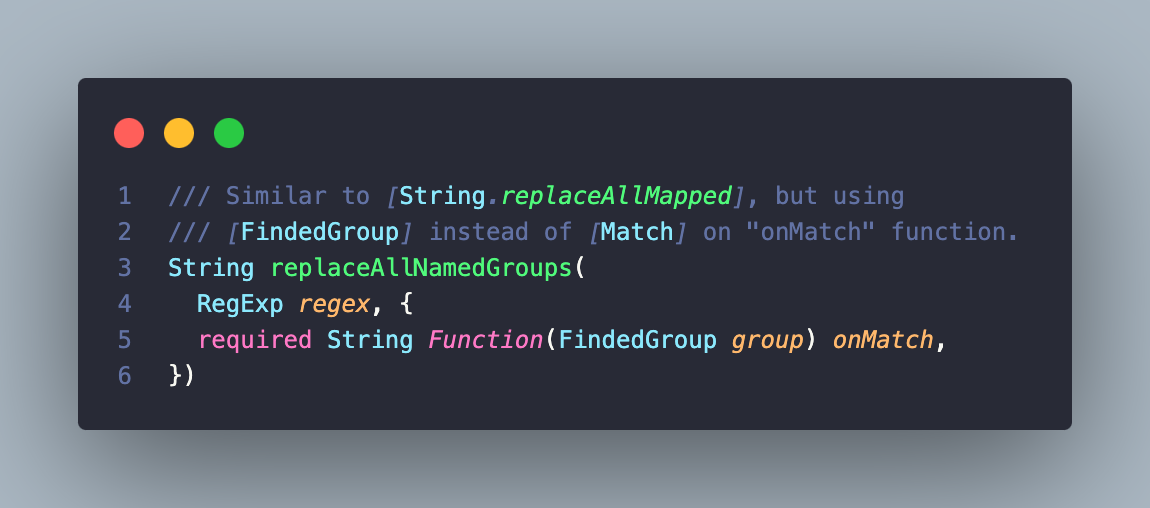 1 /// Similar to [String.replaceAllMapped], but using
2 /// [FindedGroup] instead of [Match] on "onMatch" function.
3 String replaceAllNamedGroups(
4   RegExp regex, {
5   required String Function(FindedGroup group) onMatch,
6 })